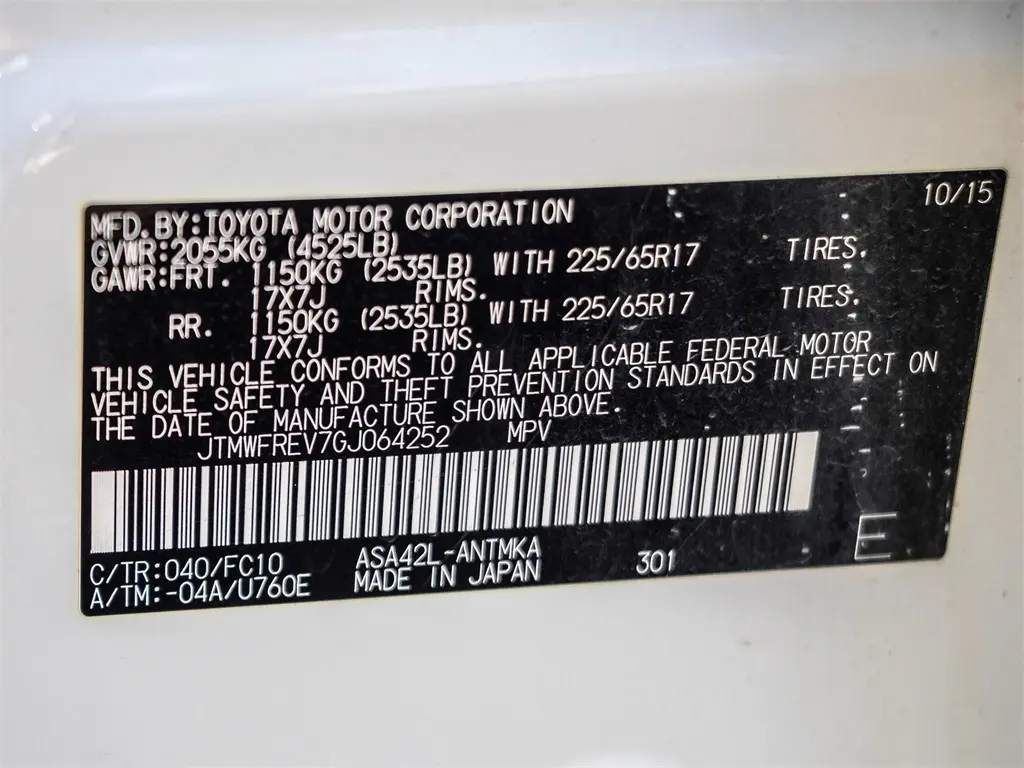 10/15
MFD.BY:TOYOTA MOTOR CORPORATION
GVWR:2055KG (4525LB)
GAWR:FRT. 1150KG (2535LB) WITH 225/65R17 TIRES.
17X7J RIMS.
RR. 1150KG (2535LB) WITH 225/65R17 TIRES.
17X7J RIMS.
THIS VEHICLE CONFORMS TO ALL APPLICABLE FEDERAL MOTOR
VEHICLE SAFETY AND THEFT PREVENTION STANDARDS IN EFFECT ON
THE DATE OF MANUFACTURE SHOWN ABOVE.
JTMWFREV7GJ064252 MPV
C/TR:040/FC10 ASA42L-ANTMKA 301 E
A/TM:-04A/U760E MADE IN JAPAN